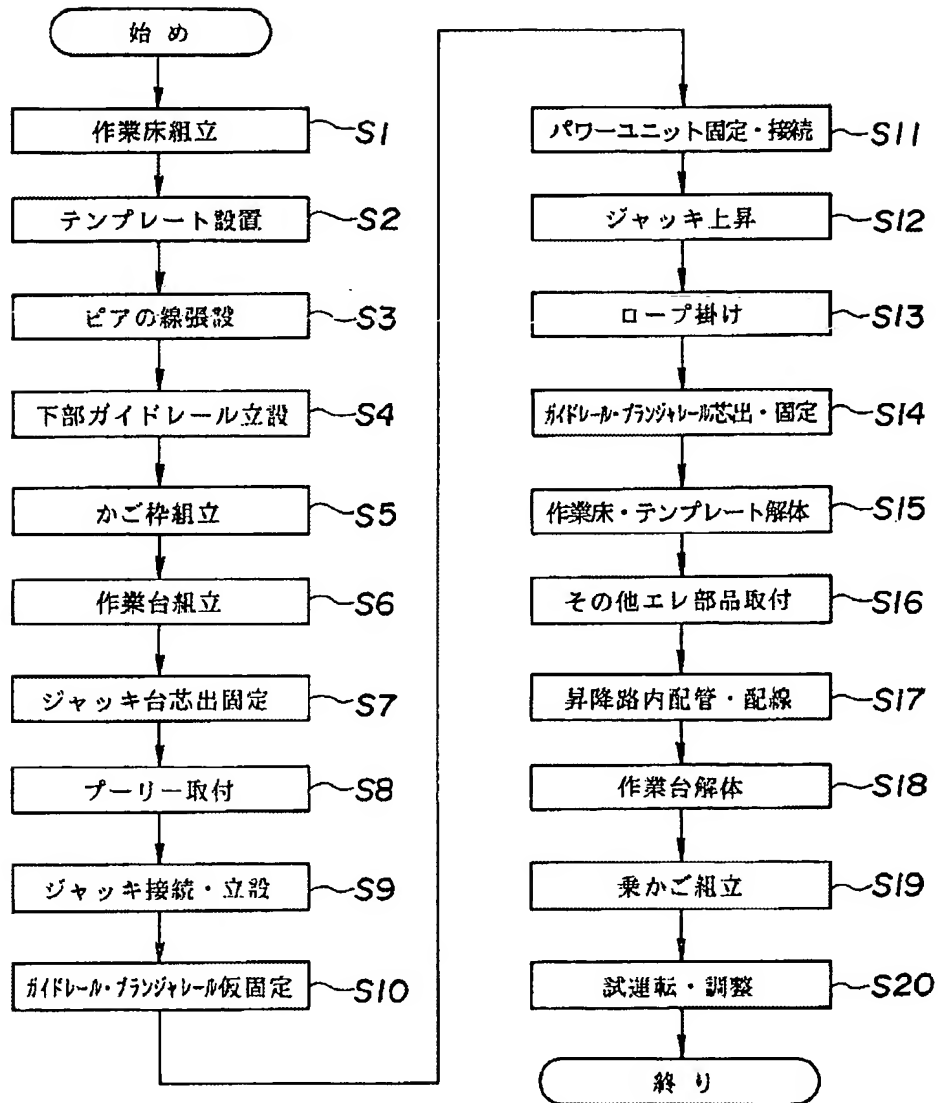 始め
作業床組立 S1
テンプレート設置 S2
ピアの線張設 S3
下部ガイドレール立設 S4
かご枠組立 S5
作業台組立 S6
ジャッキ台芯出固定 S7
プーリー取付 S8
ジャッキ接続・立設 S9
ガイドレール・プランジャレール仮固定 S10
パワーユニット固定・接続 S11
ジャッキ上昇 S12
ロープ掛け S13
ガイドレール・プランジャレール芯出・固定 S14
作業床・テンプレート解体 S15
その他エレ部品取付 S16
昇降路内配管・配線 S17
作業台解体 S18
乗かご組立 S19
試運転・調整 S20
終り